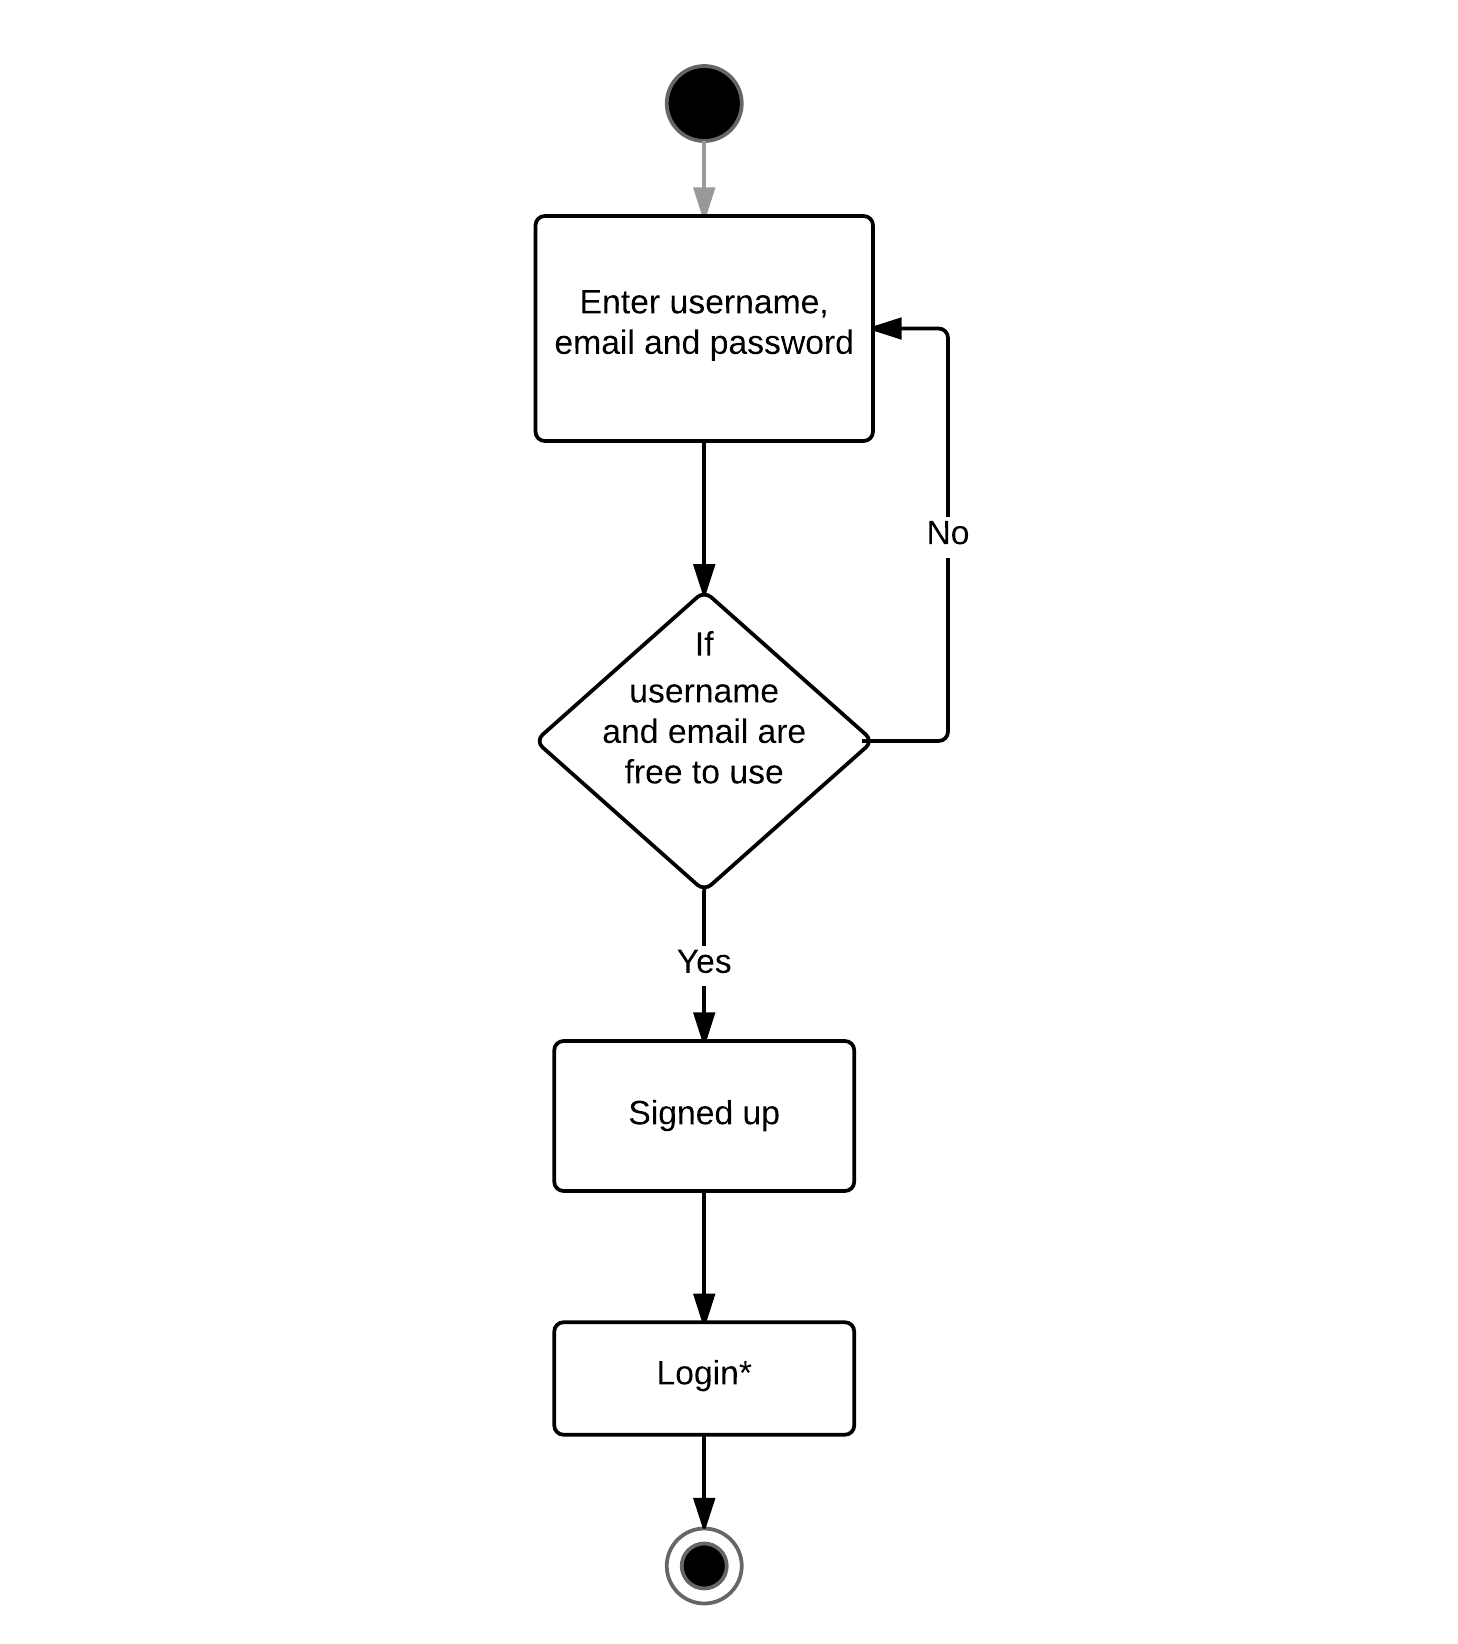 Enter username,
email and password
No
If
username
and email are
free to use
Yes
Signed up
Login*